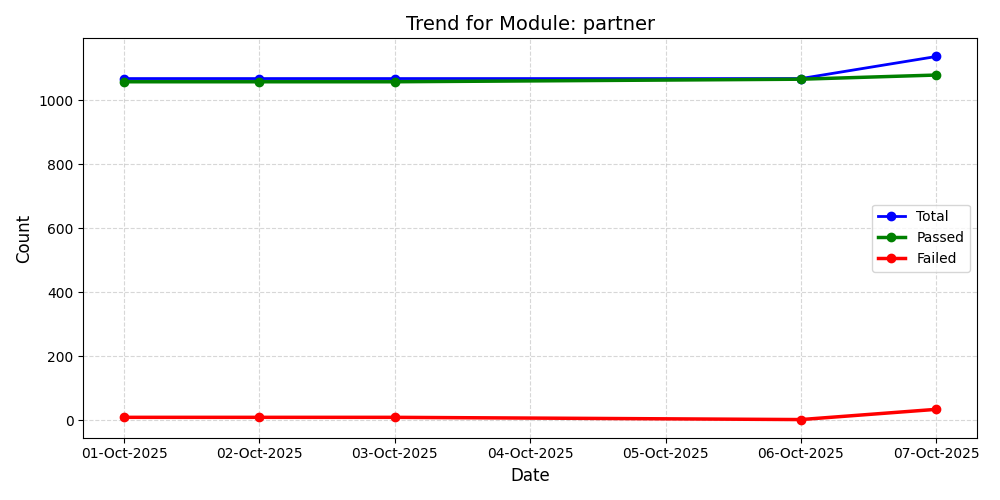 Trend for Module: partner
Count
1000
800
600
400
200
0
Total
Passed
Failed
01-Oct-2025 02-Oct-2025 03-Oct-2025 04-Oct-2025 05-Oct-2025 06-Oct-2025 07-Oct-2025
Date